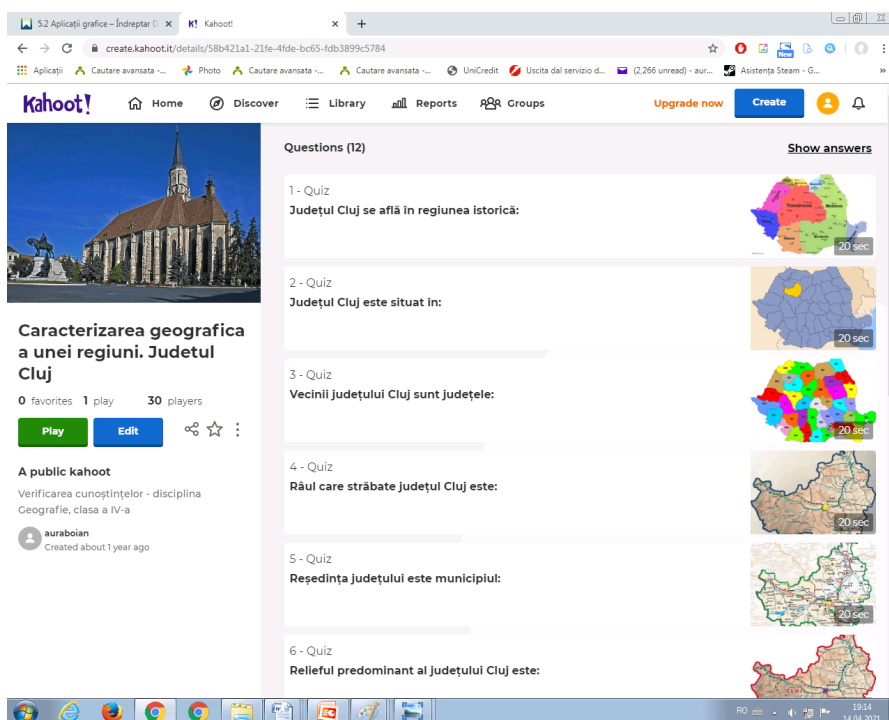 5.2 Aplicații grafice – Îndreptar D
K! Kahoot!
create.kahoot.it/details/58b421a1-21fe-4fde-bc65-fdb3899c5784
Aplicații
Cautare avansata -...
Photo
Cautare avansata -...
Cautare avansata -...
UniCredit
Uscita dal servizio d...
(2,266 unread) - aur...
Asistența Steam - G...
»
New
Kahoot!
Home
Discover
Library
Reports
Groups
Upgrade now
Create
Caracterizarea geografica
a unei regiuni. Judetul
Cluj
0 favorites 1 play 30 players
Play
Edit
A public kahoot
Verificarea cunoștințelor - disciplina
Geografie, clasa a IV-a
auraboian
Created about 1 year ago
Questions (12)
Show answers
1 - Quiz
Județul Cluj se află în regiunea istorică:
20 sec
2 - Quiz
Județul Cluj este situat în:
20 sec
3 - Quiz
Vecinii județului Cluj sunt județele:
20 sec
4 - Quiz
Râul care străbate județul Cluj este:
20 sec
5 - Quiz
Reședința județului este municipiul:
20 sec
6 - Quiz
Relieful predominant al județului Cluj este:
RO
19:14
14.04.2021